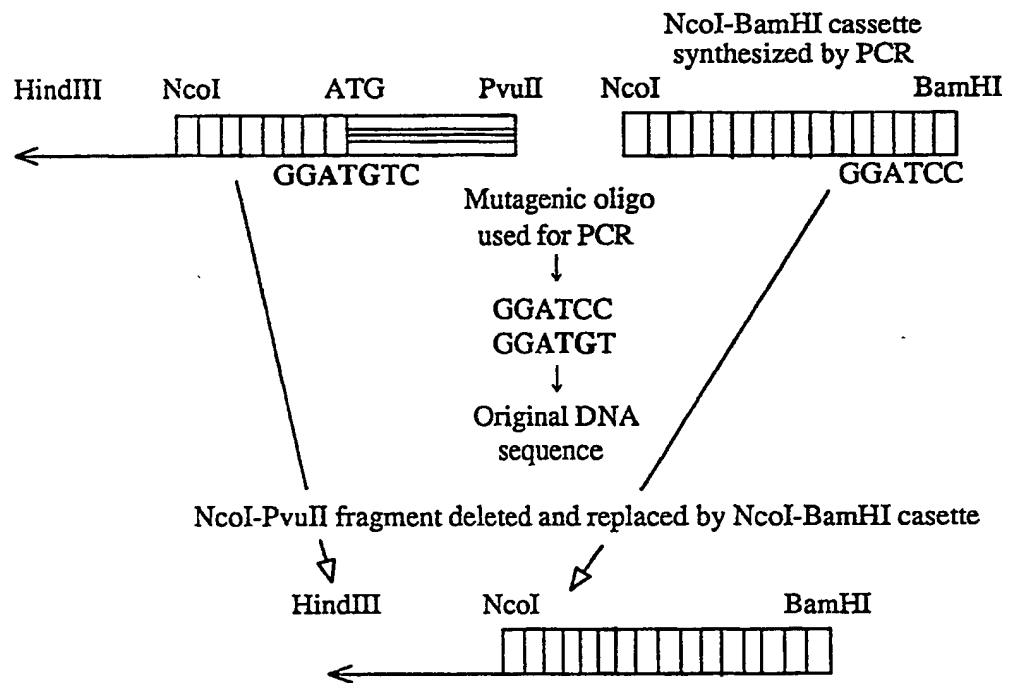 NcoI-BamHI cassette
synthesized by PCR
HindIII NcoI ATG PvuII NcoI BamHI
GGATGTC GGATCC
Mutagenic oligo
used for PCR
GGATCC
GGATGT
Original DNA
sequence
NcoI-PvuII fragment deleted and replaced by NcoI-BamHI casette
HindIII NcoI BamHI